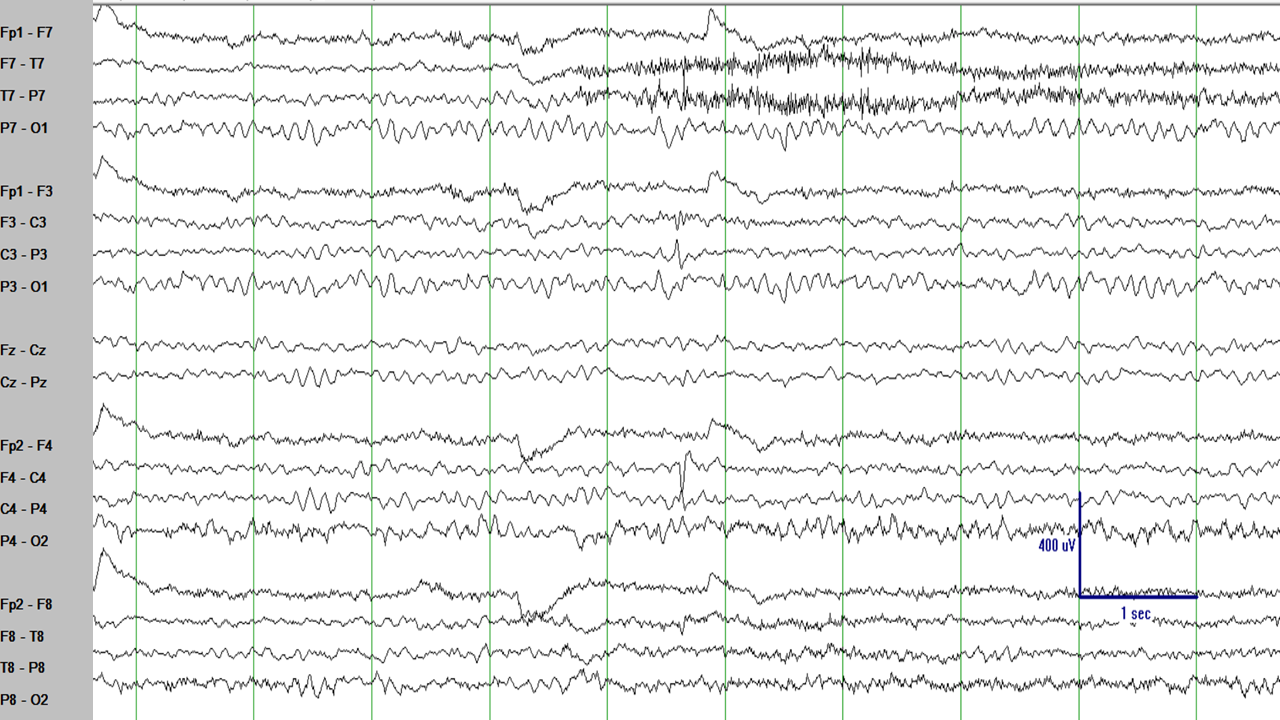 Fp1 - F7
F7 - T7
T7 - P7
P7 - O1
Fp1 - F3
F3 - C3
C3 - P3
P3 - O1
Fz - Cz
Cz - Pz
Fp2 - F4
F4 - C4
C4 - P4
P4 - O2
400 uV
Fp2 - F8
1 sec
F8 - T8
T8 - P8
P8 - O2